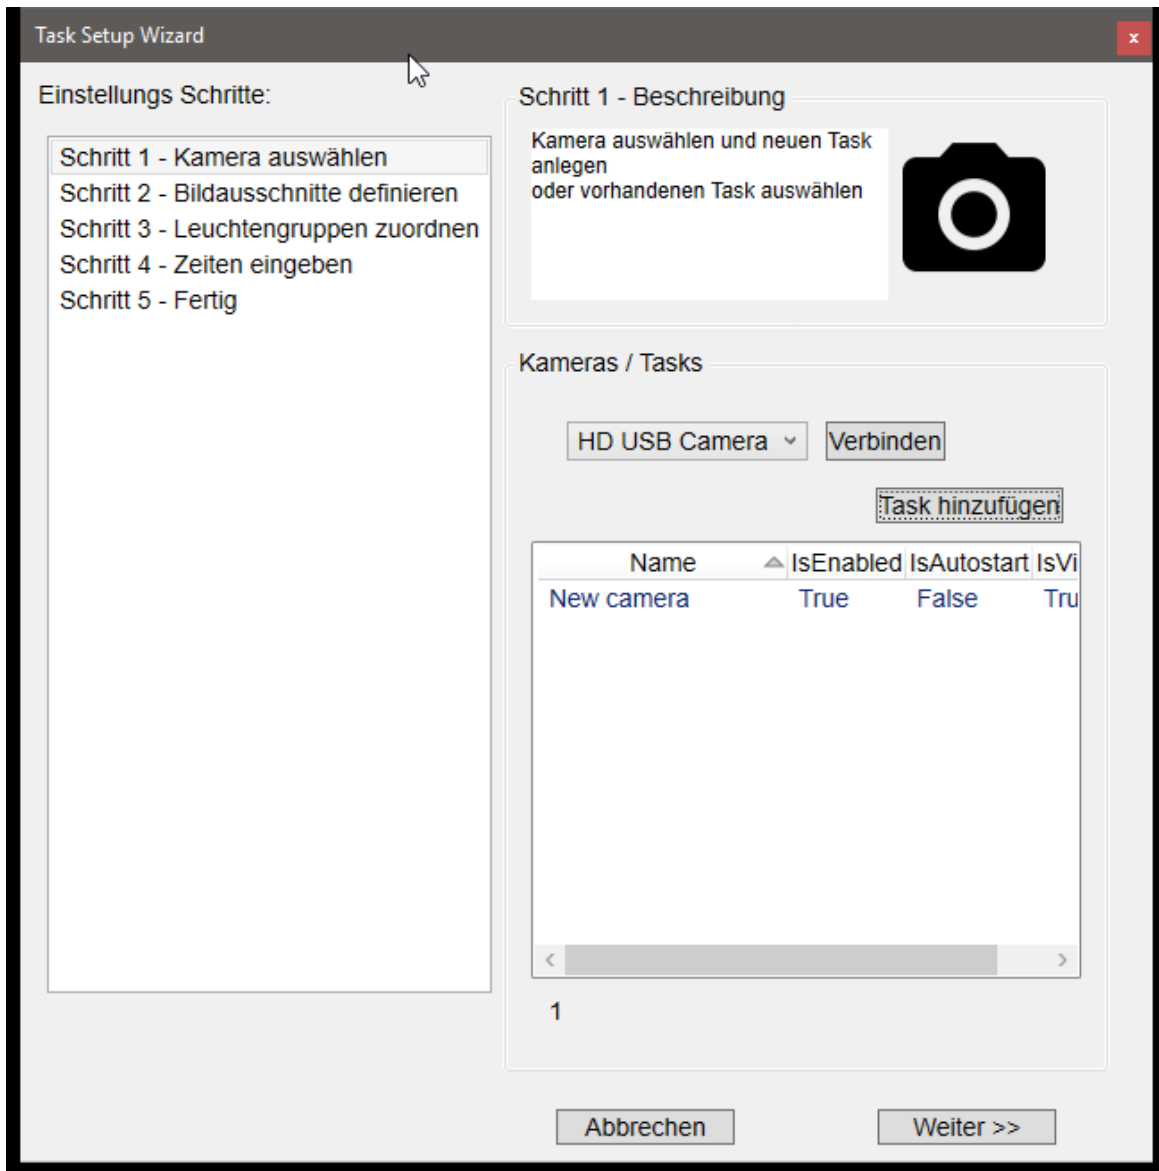 Task Setup Wizard
x
Einstellungs Schritte:
Schritt 1 - Kamera auswählen
Schritt 2 - Bildausschnitte definieren
Schritt 3 - Leuchtengruppen zuordnen
Schritt 4 - Zeiten eingeben
Schritt 5 - Fertig
Schritt 1 - Beschreibung
Kamera auswählen und neuen Task
anlegen
oder vorhandenen Task auswählen
Kameras / Tasks
HD USB Camera Verbinden
Task hinzufügen
Name IsEnabled IsAutostart IsVi
New camera True False Tru
1
Abbrechen Weiter >>